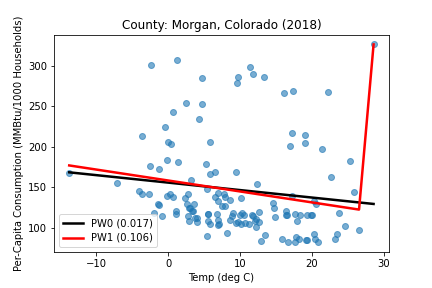 County: Morgan, Colorado (2018)
Per-Capita Consumption (MMBtu/1000 Households)
300
250
200
150
100
PW0 (0.017)
PW1 (0.106)
−10
0
10
20
30
Temp (deg C)